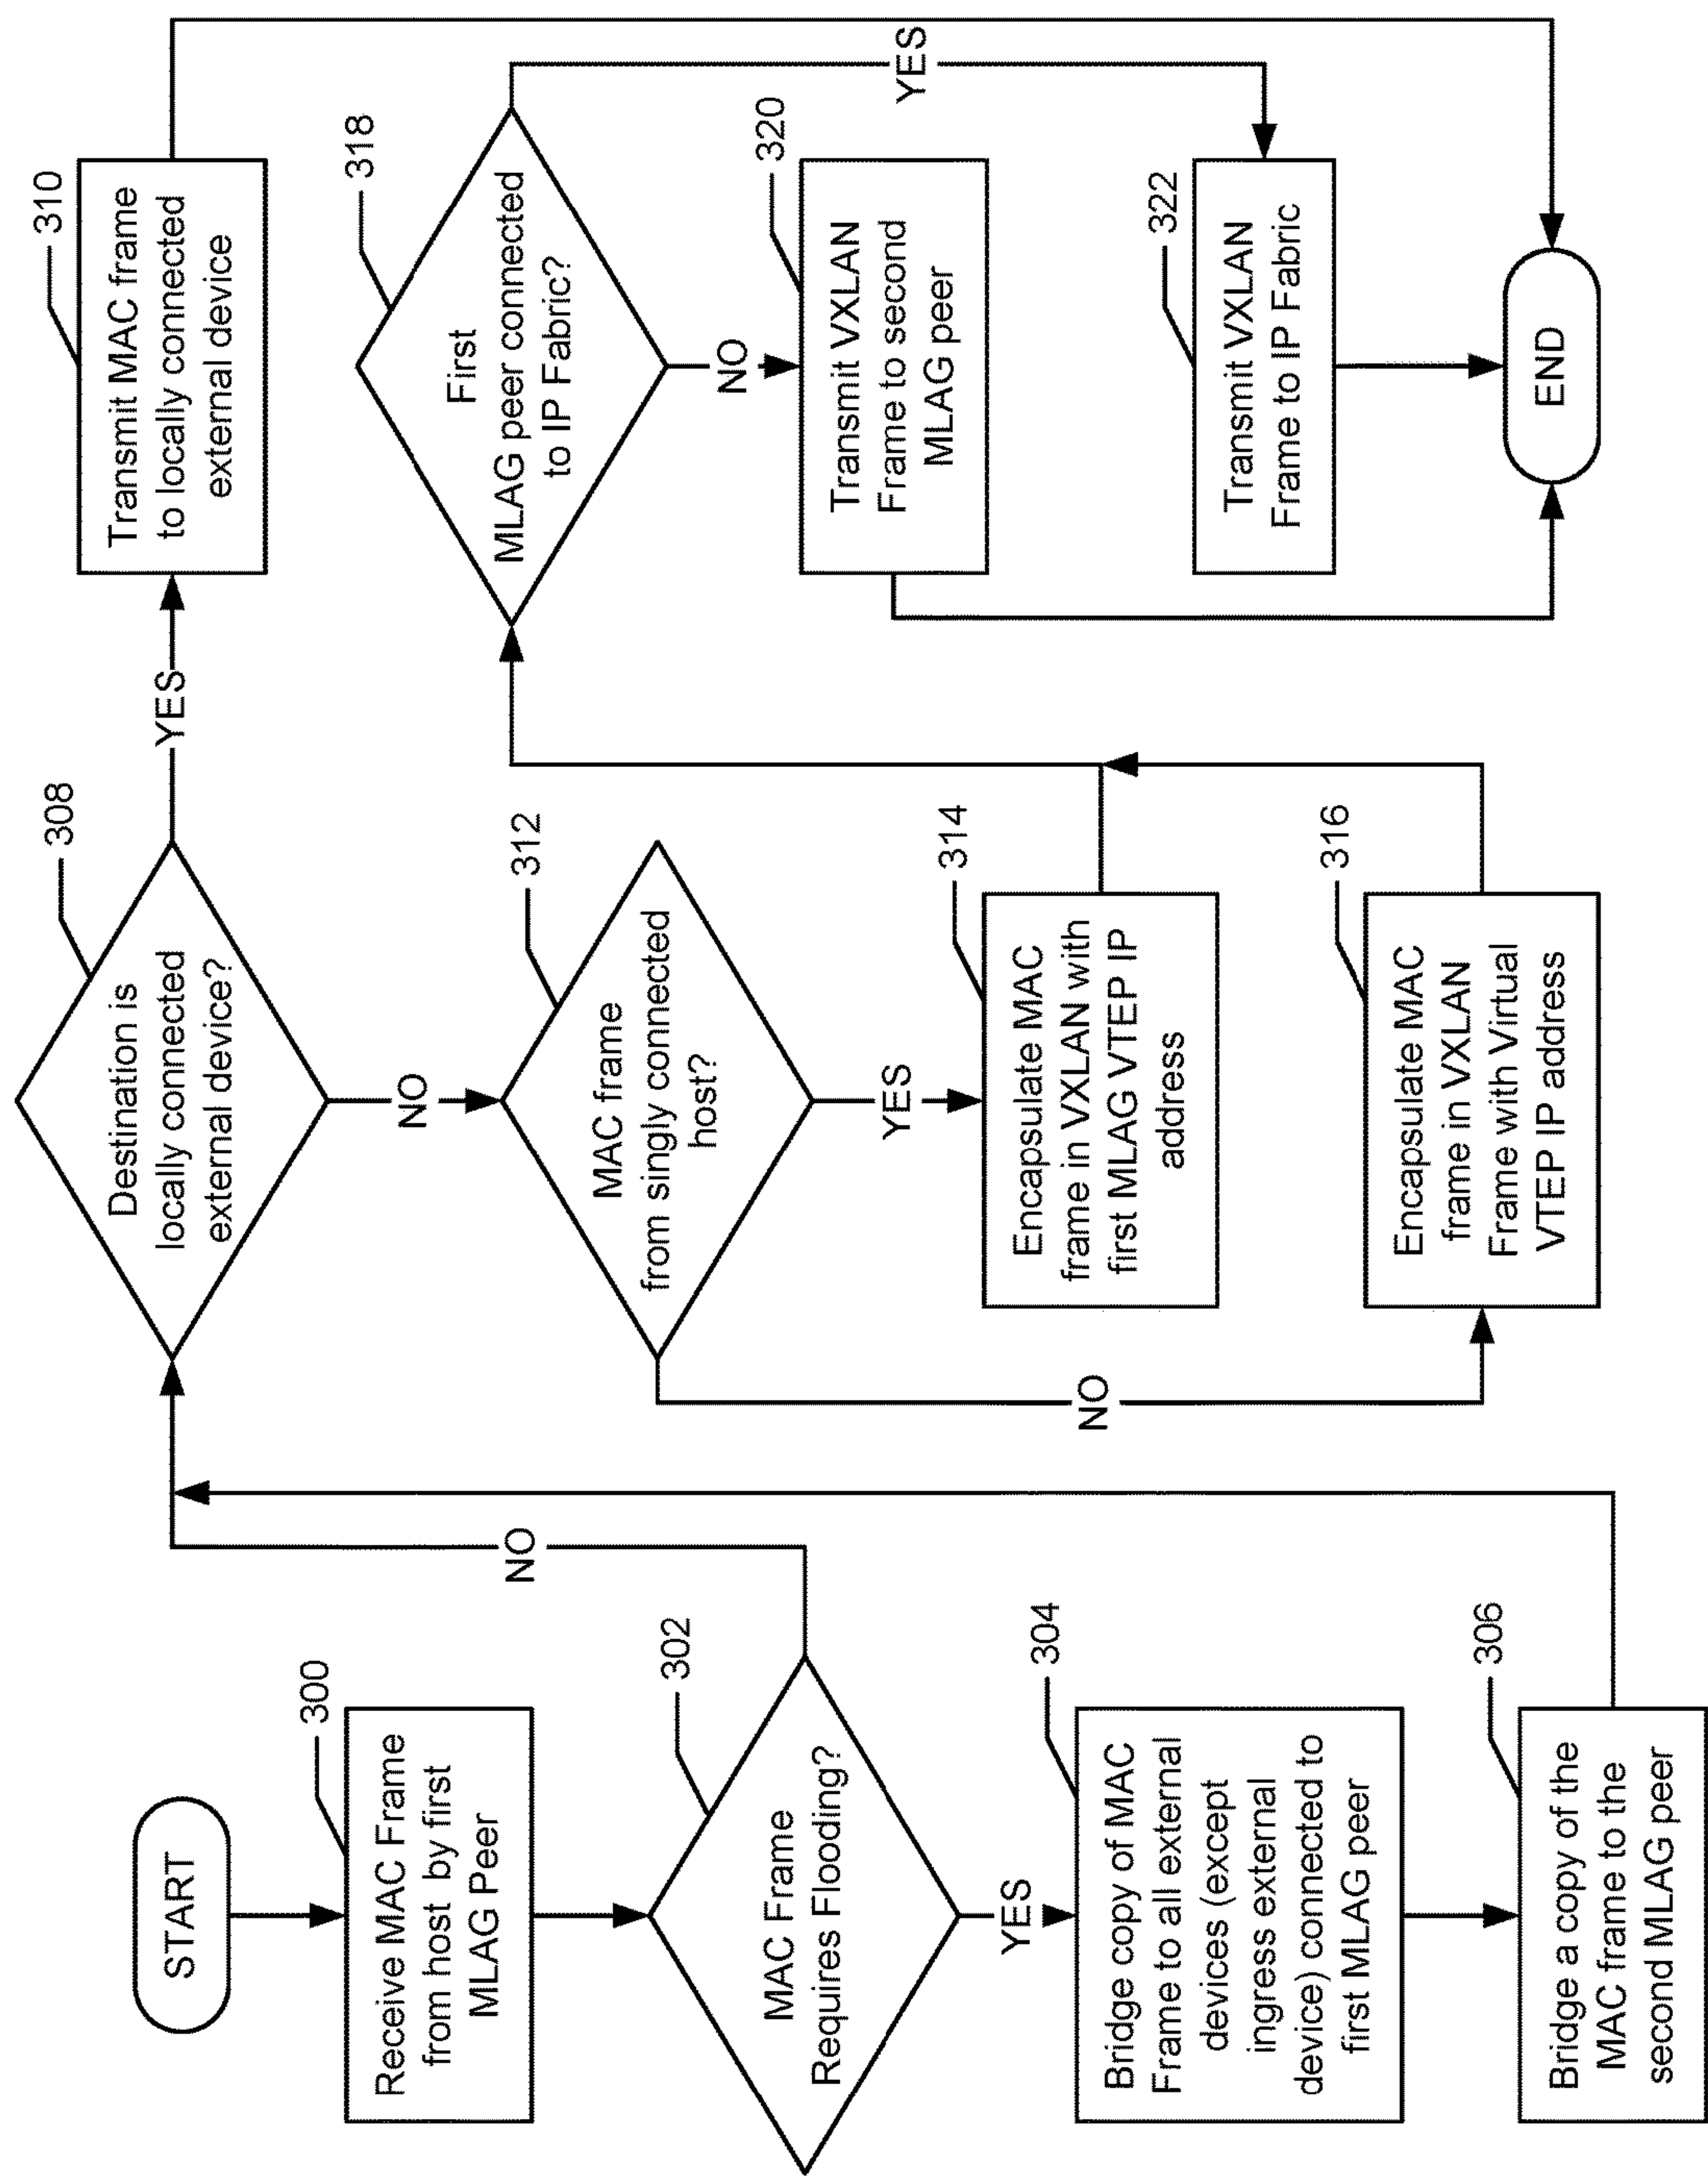 START
300
Receive MAC Frame
from host by first
MLAG Peer
302
MAC Frame
Requires Flooding?
YES
NO
304
Bridge copy of MAC
Frame to all external
devices (except
ingress external
device) connected to
first MLAG peer
306
Bridge a copy of the
MAC frame to the
second MLAG peer
308
Destination is
locally connected
external device?
YES
NO
310
Transmit MAC frame
to locally connected
external device
312
MAC frame
from singly connected
host?
YES
NO
314
Encapsulate MAC
frame in VXLAN with
first MLAG VTEP IP
address
316
Encapsulate MAC
frame in VXLAN
Frame with Virtual
VTEP IP address
318
First
MLAG peer connected
to IP Fabric?
YES
NO
320
Transmit VXLAN
Frame to second
MLAG peer
322
Transmit VXLAN
Frame to IP Fabric
END